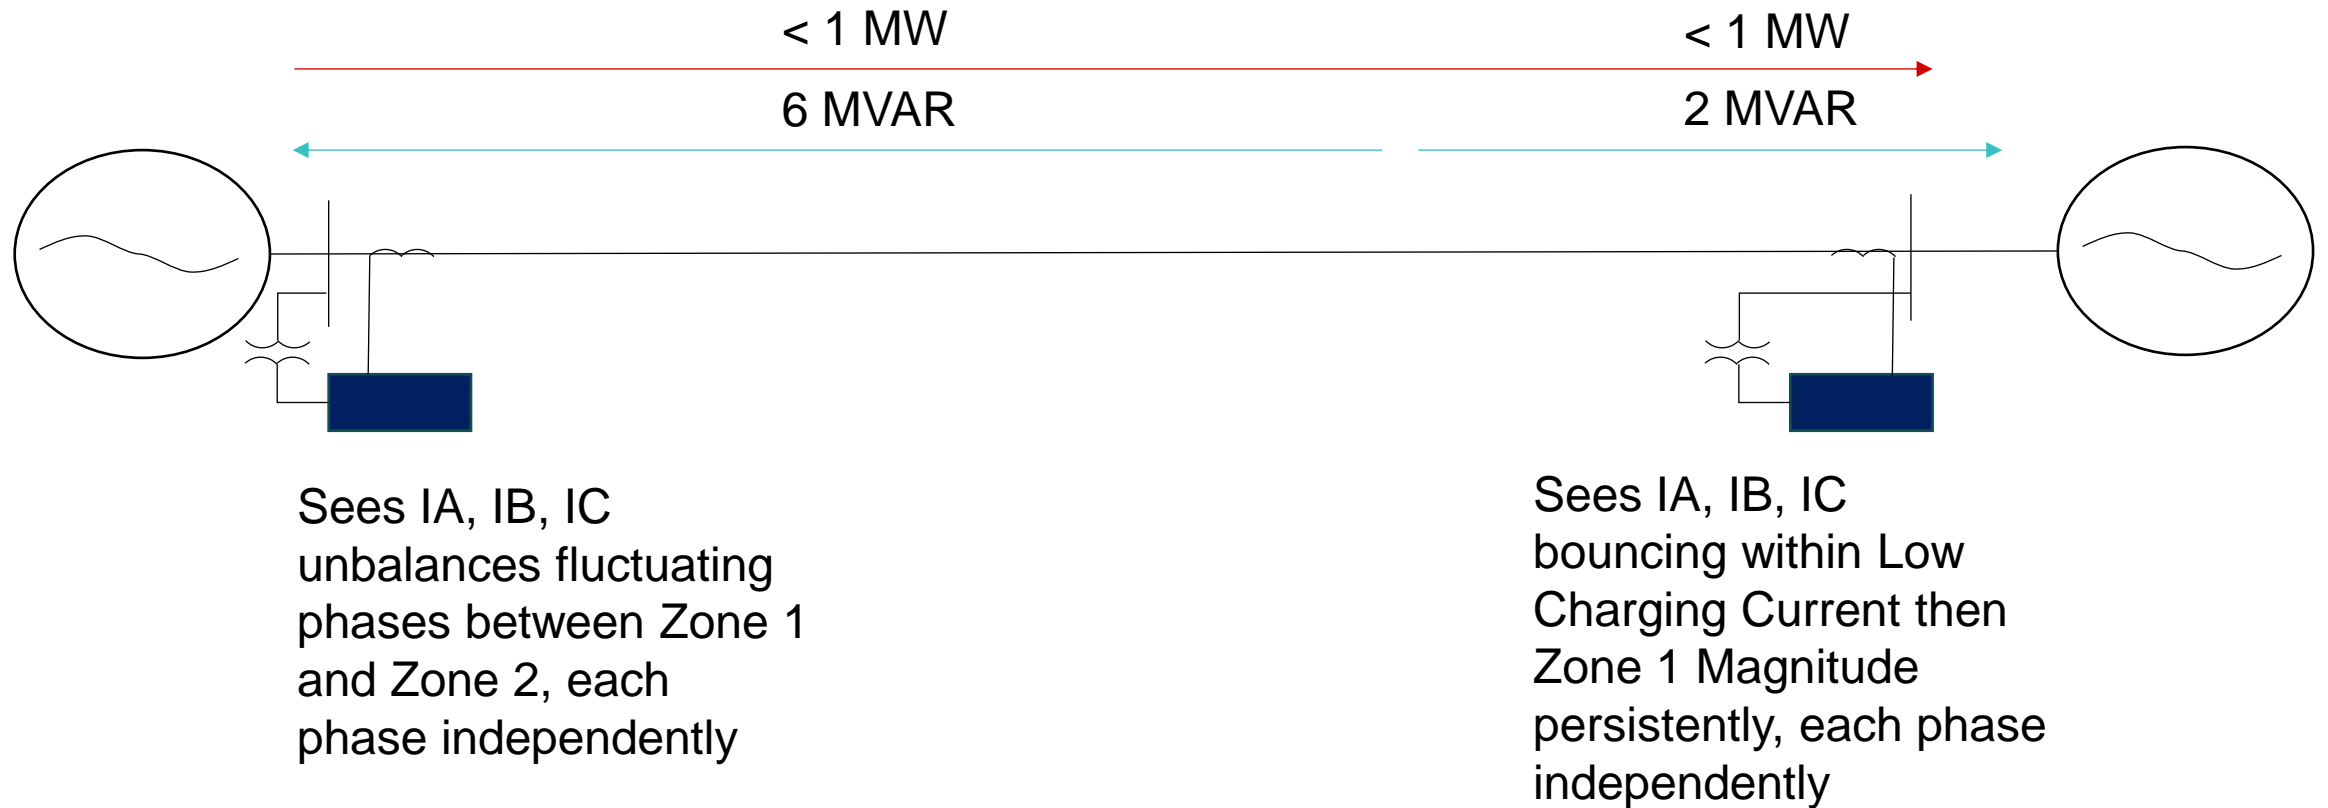 < 1 MW
6 MVAR
< 1 MW
2 MVAR
Sees IA, IB, IC
unbalances fluctuating
phases between Zone 1
and Zone 2, each
phase independently
Sees IA, IB, IC
bouncing within Low
Charging Current then
Zone 1 Magnitude
persistently, each phase
independently